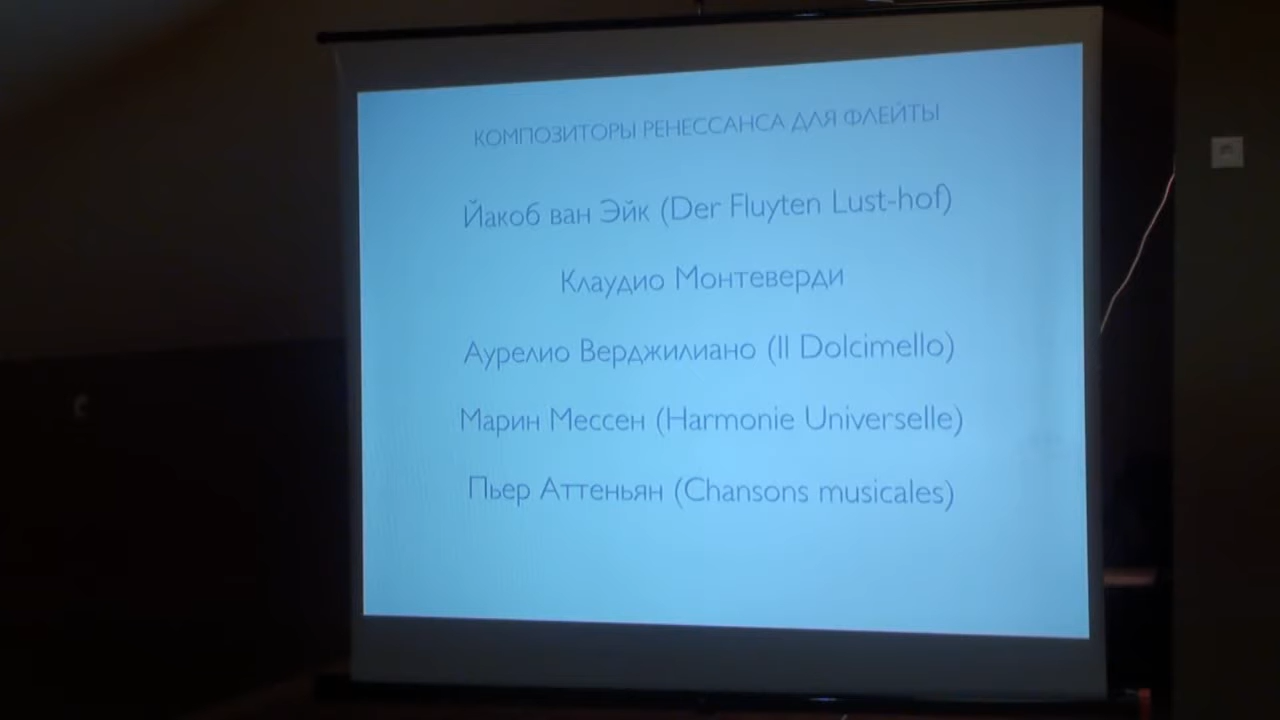 КОМПОЗИТОРЫ РЕНЕССАНСА ДЛЯ ФЛЕЙТЫ
Йакоб ван Эйк (Der Fluyten Lust-hof)
Клаудио Монтеверди
Аурелио Верджилиано (Il Dolcimello)
Марин Мессен (Harmonie Universelle)
Пьер Аттеньян (Chansons musicales)